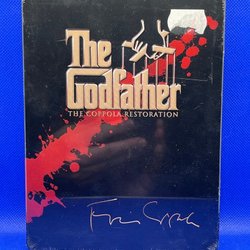 The
Godfather
THE COPPOLA RESTORATION